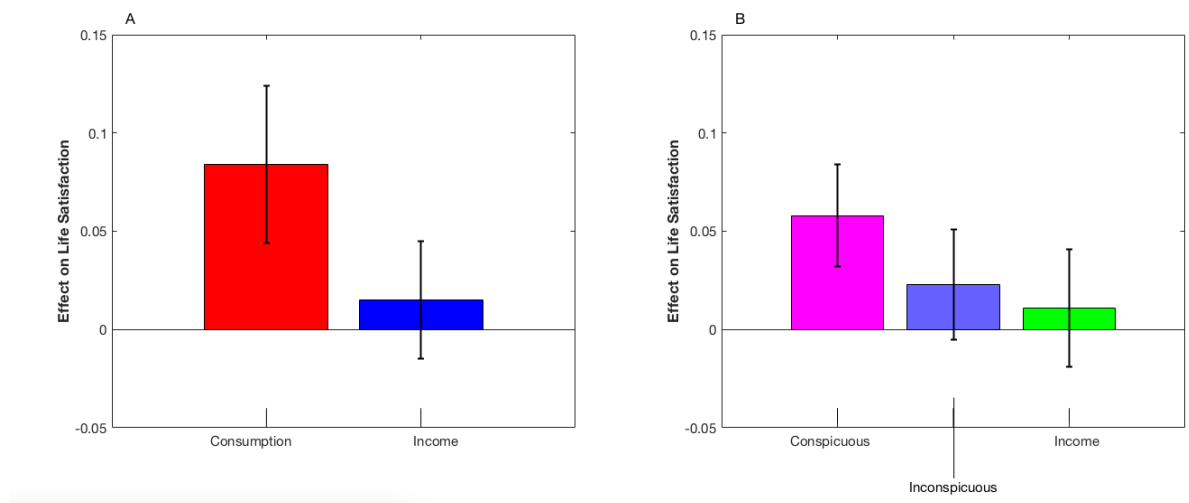 A
0.15
0.1
0.05
0
-0.05
Effect on Life Satisfaction
Consumption
Income
B
0.15
0.1
0.05
0
-0.05
Effect on Life Satisfaction
Conspicuous
Income
Inconspicuous